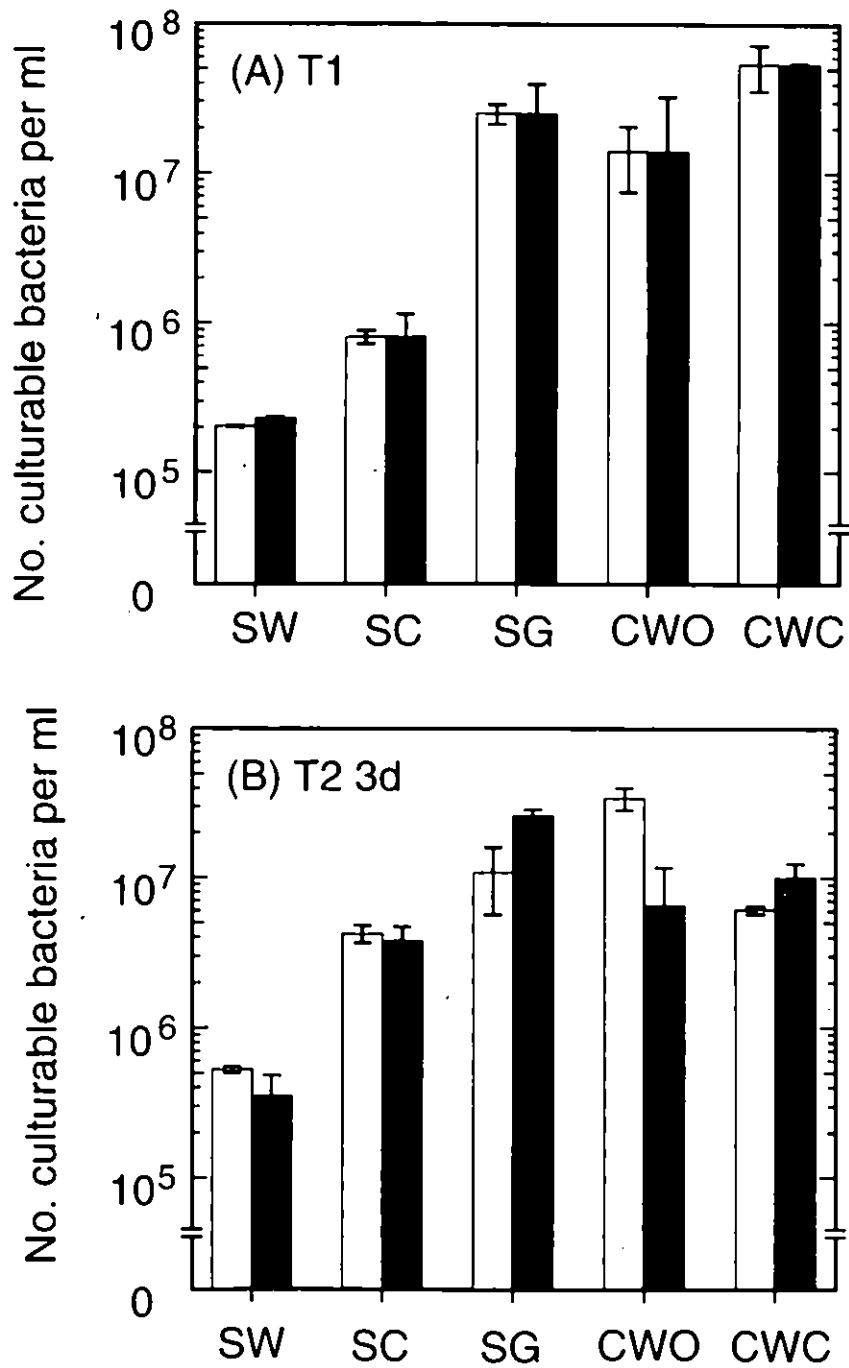 No. culturable bacteria per ml
10^8
10^7
10^6
10^5
0
(A) T1
SW SC SG CWO CWC
No. culturable bacteria per ml
10^8
10^7
10^6
10^5
0
(B) T2 3d
SW SC SG CWO CWC